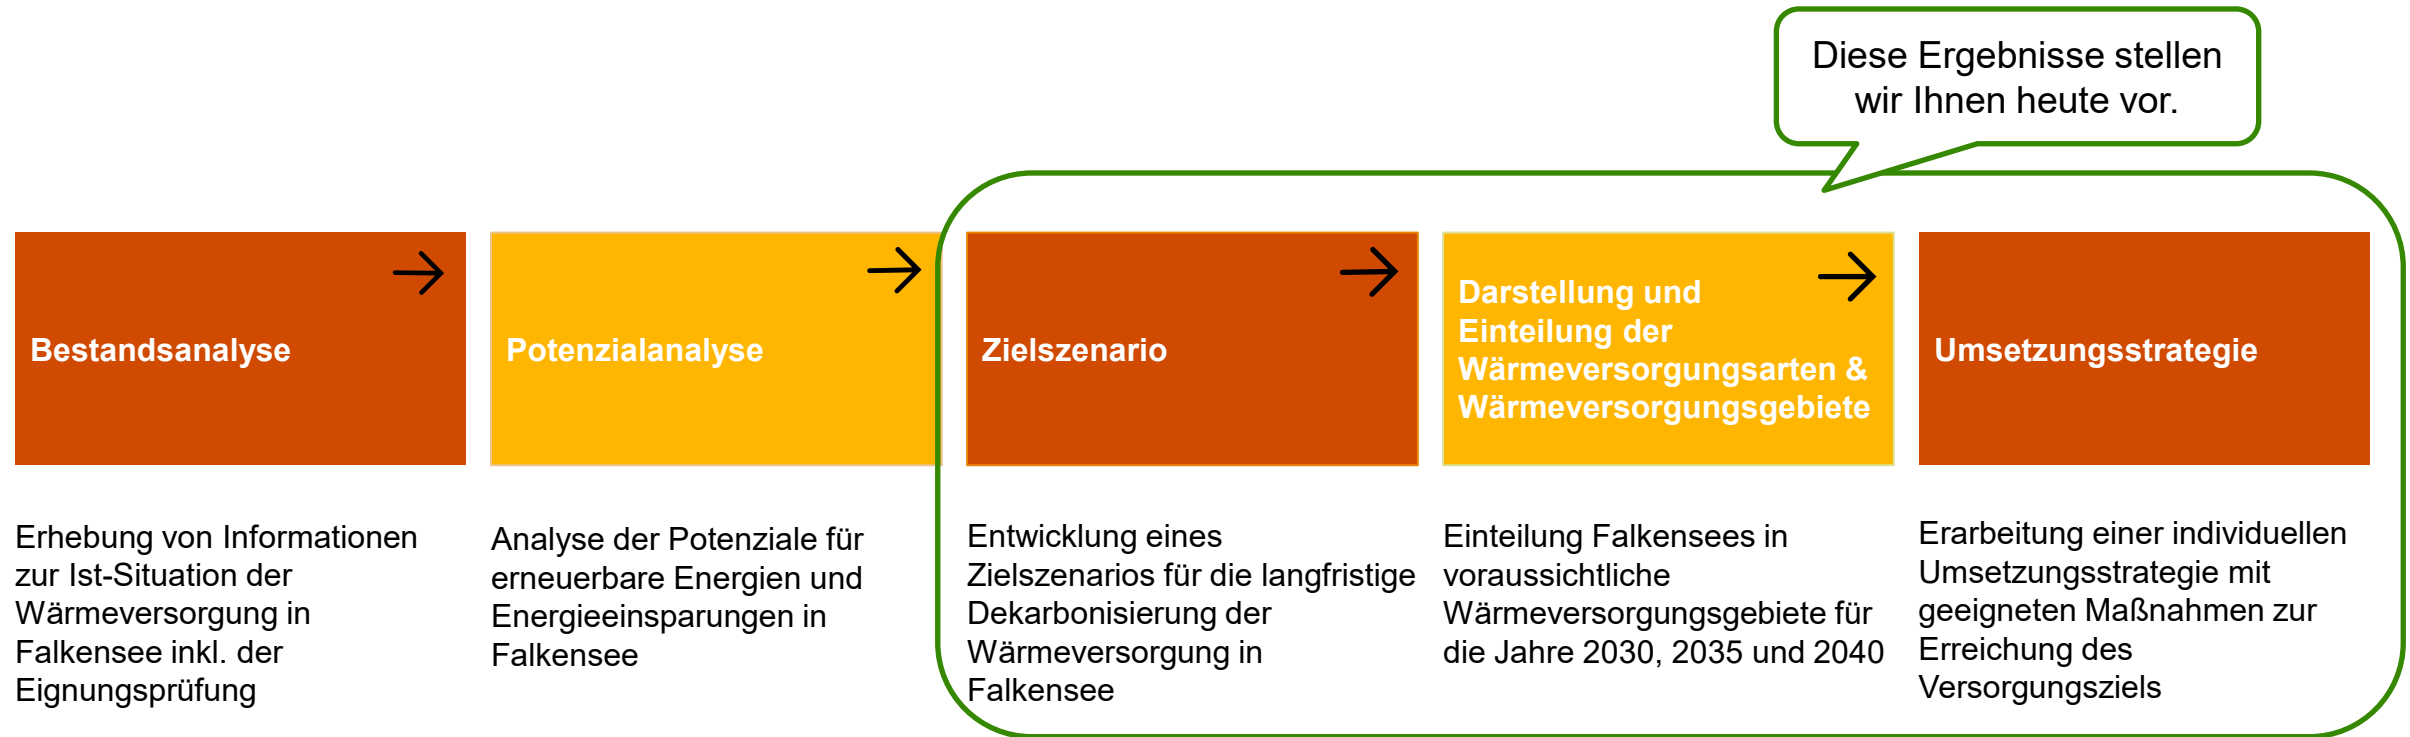 Diese Ergebnisse stellen
wir Ihnen heute vor.
Bestandsanalyse
Potenzialanalyse
Zielszenario
Darstellung und
Einteilung der
Wärmeversorgungsarten &
Wärmeversorgungsgebiete
Umsetzungsstrategie
Erhebung von Informationen
zur Ist-Situation der
Wärmeversorgung in
Falkensee inkl. der
Eignungsprüfung
Analyse der Potenziale für
erneuerbare Energien und
Energieeinsparungen in
Falkensee
Entwicklung eines
Zielszenarios für die langfristige
Dekarbonisierung der
Wärmeversorgung in
Falkensee
Einteilung Falkensees in
voraussichtliche
Wärmeversorgungsgebiete für
die Jahre 2030, 2035 und 2040
Erarbeitung einer individuellen
Umsetzungsstrategie mit
geeigneten Maßnahmen zur
Erreichung des
Versorgungsziels